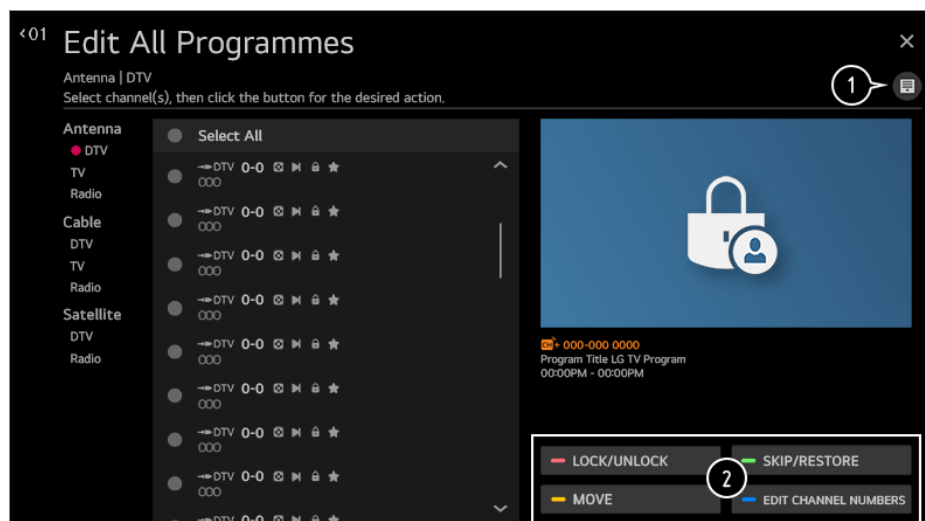 <01 Edit All Programmes ×
Antenna | DTV
Select channel(s), then click the button for the desired action.
1
Antenna
DTV
TV
Radio
Cable
DTV
TV
Radio
Satellite
DTV
Radio
Select All
DTV 0-0
000
DTV 0-0
000
DTV 0-0
000
DTV 0-0
000
DTV 0-0
000
DTV 0-0
000
DTV 0-0
000
DTV 0-0
000
DTV 0-0
CH+ 000-000 0000
Program Title LG TV Program
00:00PM - 00:00PM
LOCK/UNLOCK
SKIP/RESTORE
2
MOVE
EDIT CHANNEL NUMBERS